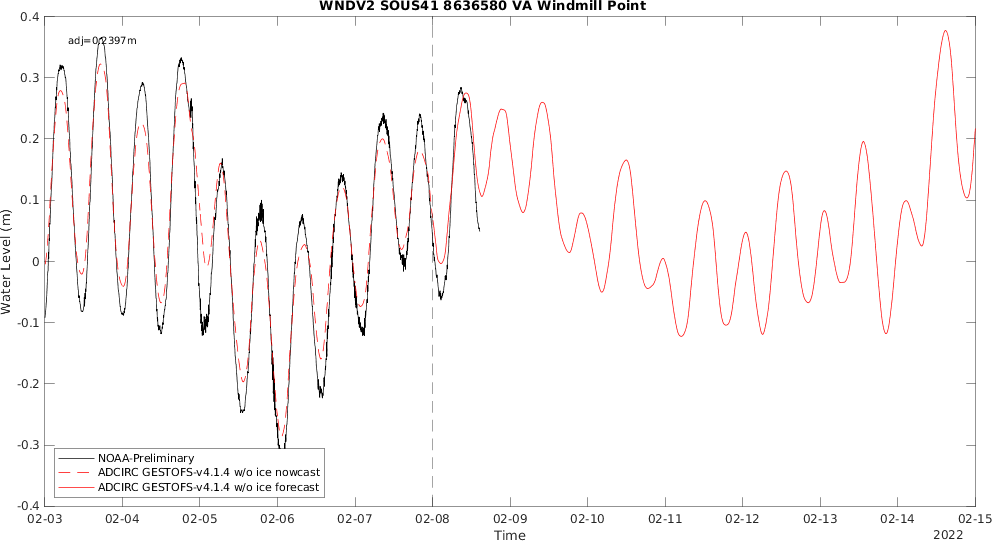 WNDV2 SOUS41 8636580 VA Windmill Point
adj=0.2397m
0.4
0.3
0.2
0.1
0
-0.1
-0.2
-0.3
-0.4
Water Level (m)
NOAA-Preliminary
ADCIRC GESTOFS-v4.1.4 w/o ice nowcast
ADCIRC GESTOFS-v4.1.4 w/o ice forecast
02-03 02-04 02-05 02-06 02-07 02-08 02-09 02-10 02-11 02-12 02-13 02-14 02-15
Time
2022